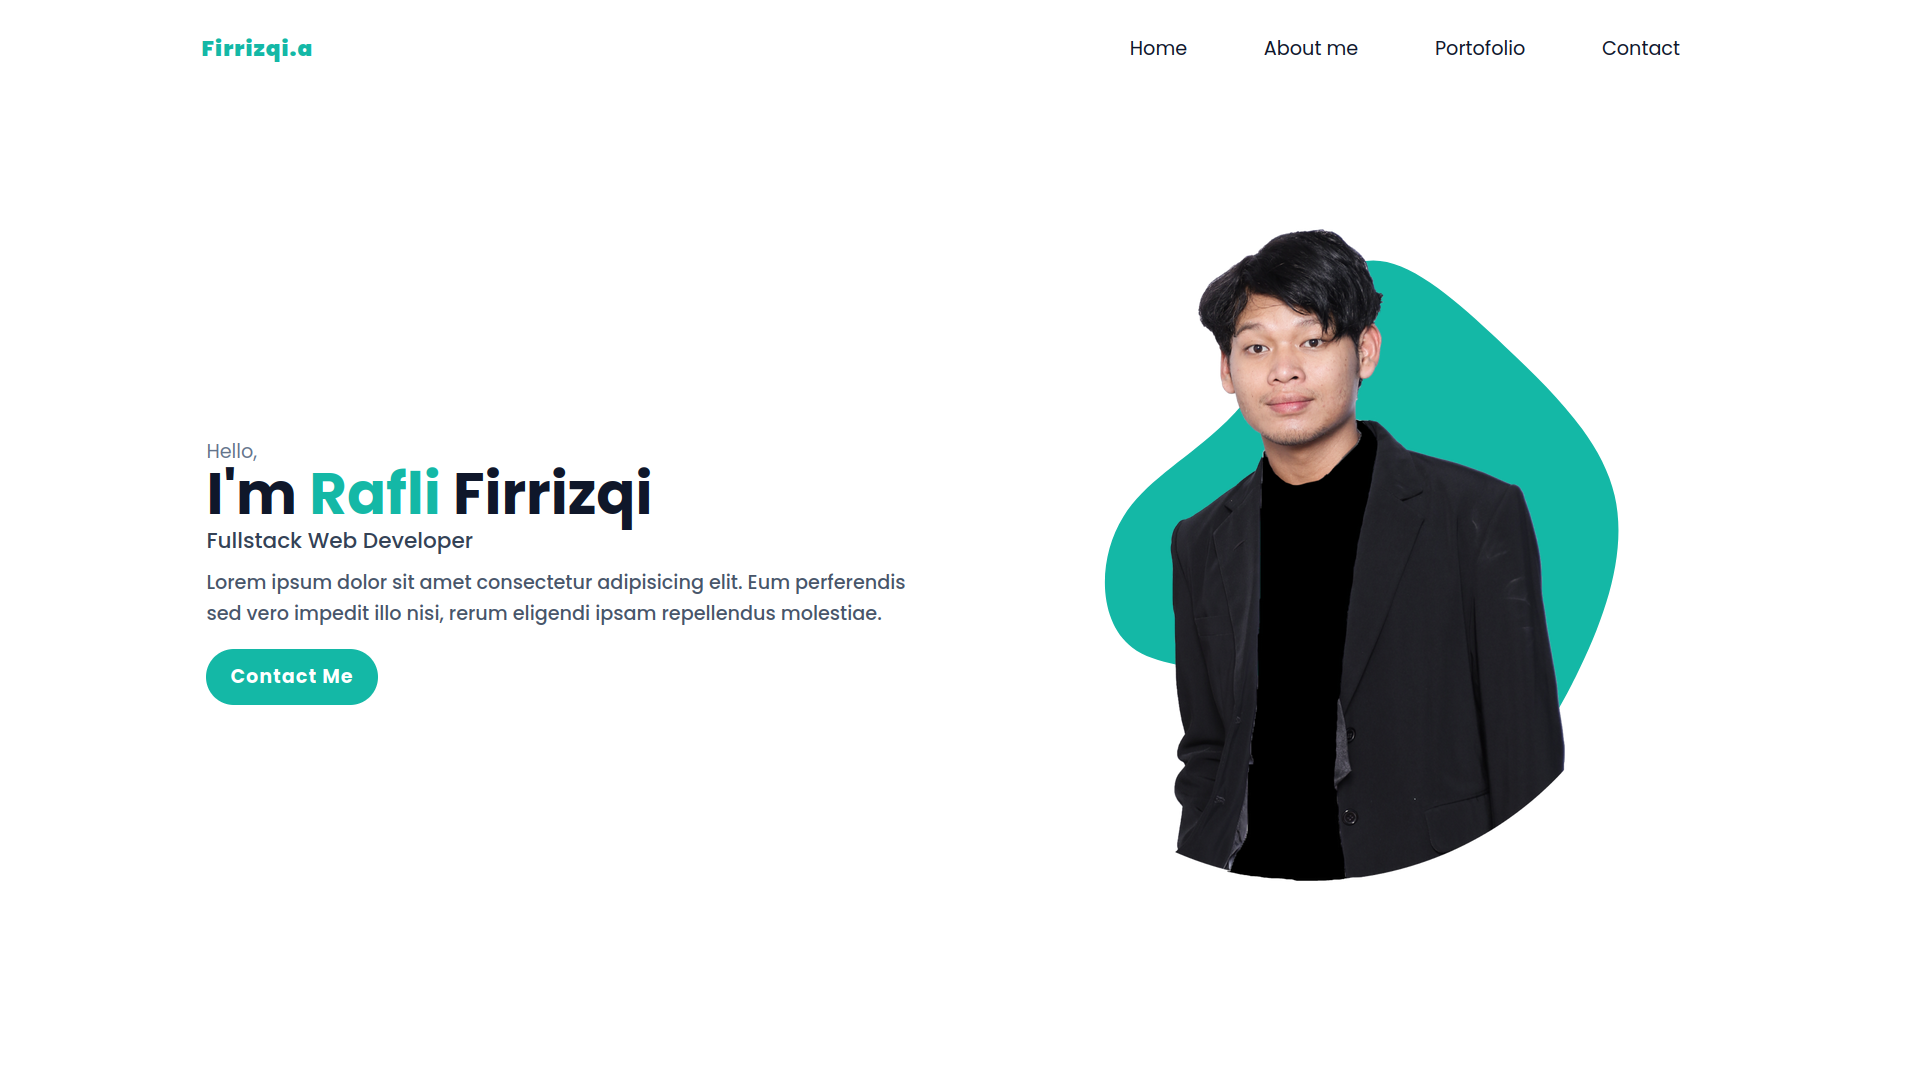 Firrizqi.a
Home
About me
Portofolio
Contact
Hello,
I'm Rafli Firrizqi
Fullstack Web Developer
Lorem ipsum dolor sit amet consectetur adipisicing elit. Eum perferendis
sed vero impedit illo nisi, rerum eligendi ipsam repellendus molestiae.
Contact Me